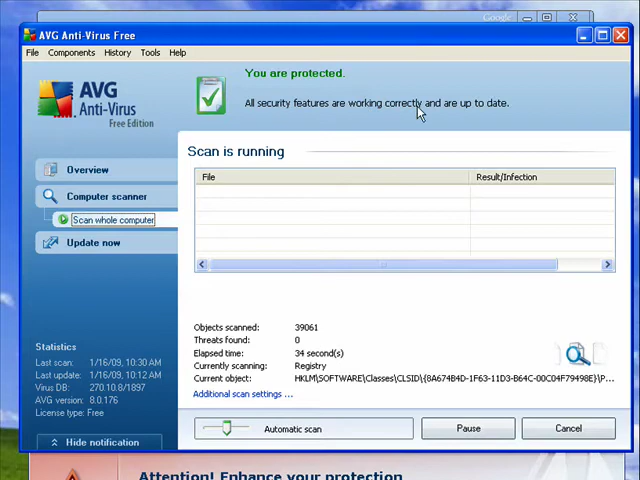 Google
AVG Anti-Virus Free
File Components History Tools Help
AVG
Anti-Virus
Free Edition
You are protected.
All security features are working correctly and are up to date.
Overview
Computer scanner
Scan whole computer
Update now
Scan is running
File Result/Infection
Objects scanned: 39061
Threats found: 0
Elapsed time: 34 second(s)
Currently scanning: Registry
Current object: HKLM\SOFTWARE\Classes\CLSID\{8A674B4D-1F63-11D3-B64C-00C04F79498E}\P...
Additional scan settings ...
Statistics
Last scan: 1/16/09, 10:30 AM
Last update: 1/16/09, 10:12 AM
Virus DB: 270.10.8/1897
AVG version: 8.0.176
License type: Free
Automatic scan Pause Cancel
Hide notification
Attention! Enhance your protection